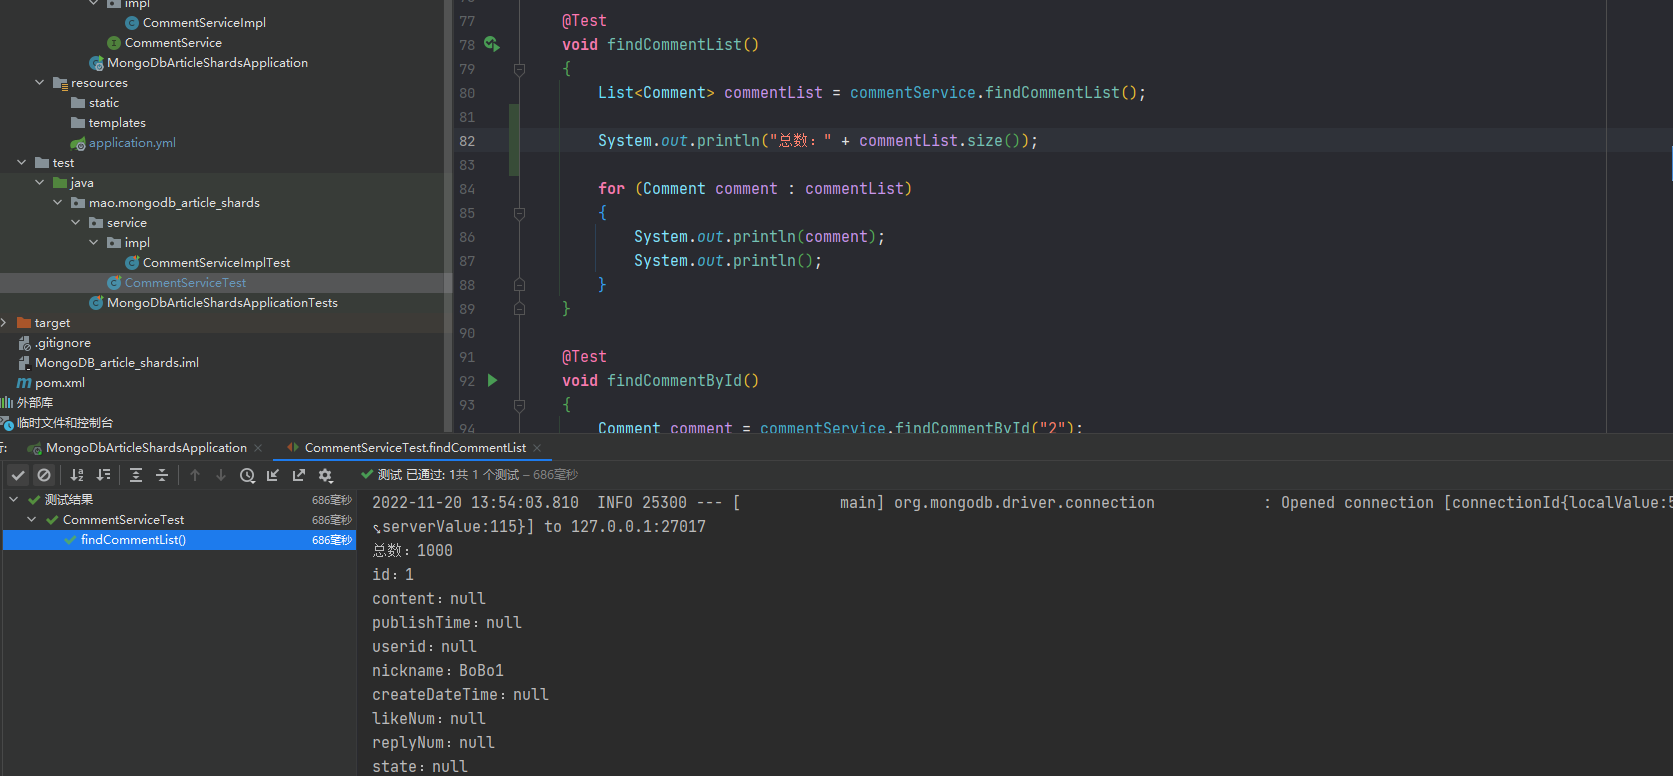 impl
CommentServiceImpl
CommentService
MongoDbArticleShardsApplication
resources
static
templates
application.yml
test
java
mao.mongodb_article_shards
service
impl
CommentServiceImplTest
CommentServiceTest
MongoDbArticleShardsApplicationTests
target
.gitignore
MongoDB_article_shards.iml
pom.xml
外部库
临时文件和控制台
77 @Test
78 void findCommentList()
79 {
80 List<Comment> commentList = commentService.findCommentList();
81
82 System.out.println("总数：" + commentList.size());
83
84 for (Comment comment : commentList)
85 {
86 System.out.println(comment);
87 System.out.println();
88 }
89 }
90
91 @Test
92 void findCommentById()
93 {
94 Comment comment = commentService.findCommentById("2");
MongoDbArticleShardsApplication CommentServiceTest.findCommentList
测试 已通过: 1共 1 个测试 – 686毫秒
测试结果 686毫秒
CommentServiceTest 686毫秒
findCommentList() 686毫秒
2022-11-20 13:54:03.810 INFO 25300 --- [ main] org.mongodb.driver.connection : Opened connection [connectionId{localValue:5
serverValue:115}] to 127.0.0.1:27017
总数：1000
id：1
content：null
publishTime：null
userid：null
nickname：BoBo1
createDateTime：null
likeNum：null
replyNum：null
state：null